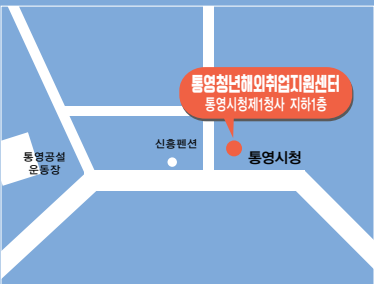 통영청년해외취업지원센터
통영시청제1청사 지하1층
신흥펜션
통영시청
통영공설
운동장